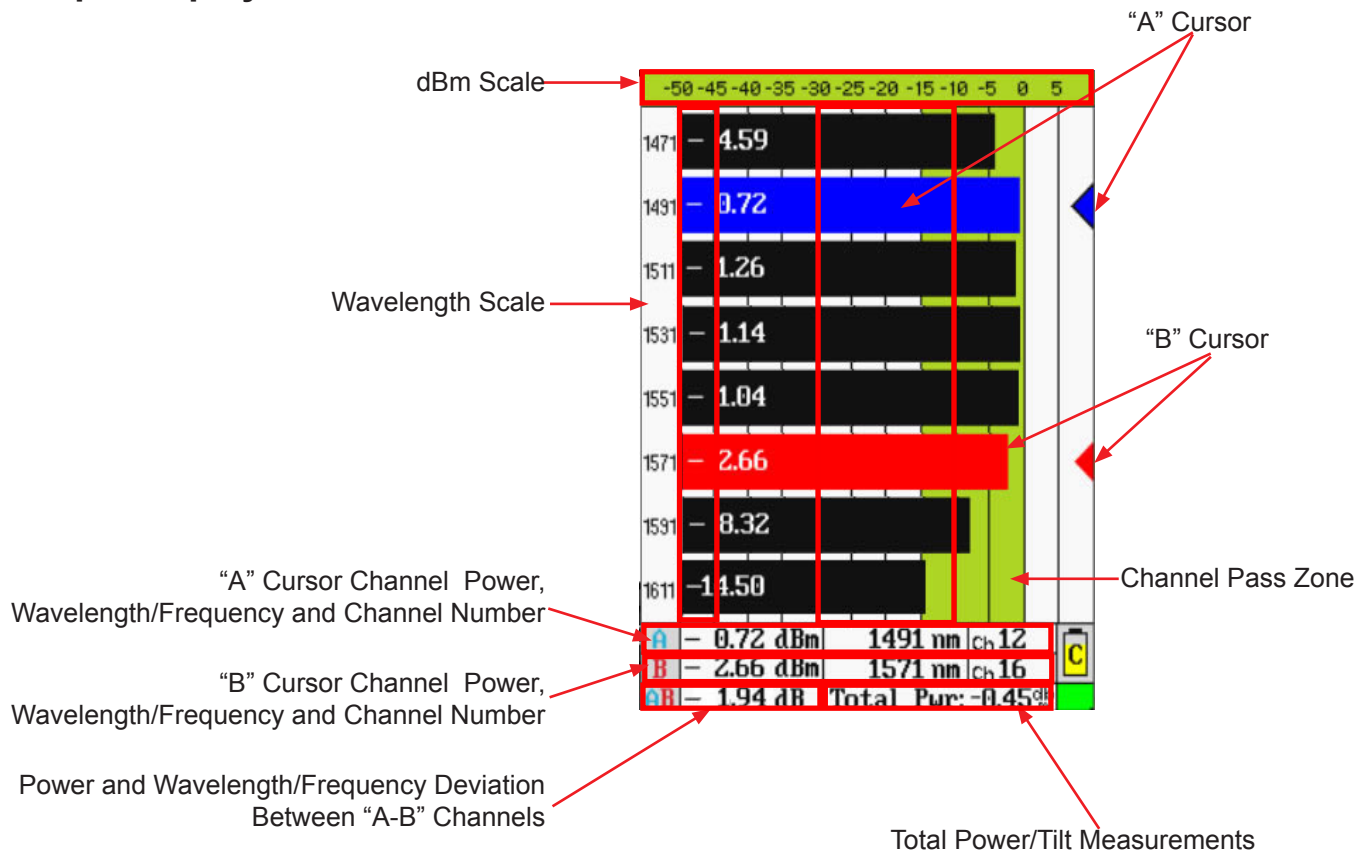 “A” Cursor
dBm Scale
-50 -45 -40 -35 -30 -25 -20 -15 -10 -5 0 5
1471 - 4.59
1491 - 0.72
1511 - 1.26
Wavelength Scale
1531 - 1.14
“B” Cursor
1551 - 1.04
1571 - 2.66
1591 - 8.32
1611 -14.50
Channel Pass Zone
“A” Cursor Channel Power,
Wavelength/Frequency and Channel Number
A - 0.72 dBm 1491 nm Ch 12
C
B - 2.66 dBm 1571 nm Ch 16
“B” Cursor Channel Power,
Wavelength/Frequency and Channel Number
AB - 1.94 dB Total Pwr: -0.45
Power and Wavelength/Frequency Deviation
Between “A-B” Channels
Total Power/Tilt Measurements